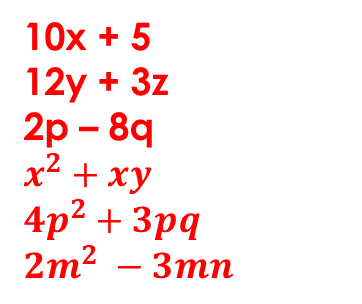 10x + 5
12y + 3z
2p – 8q
x² + xy
4p² + 3pq
2m² − 3mn